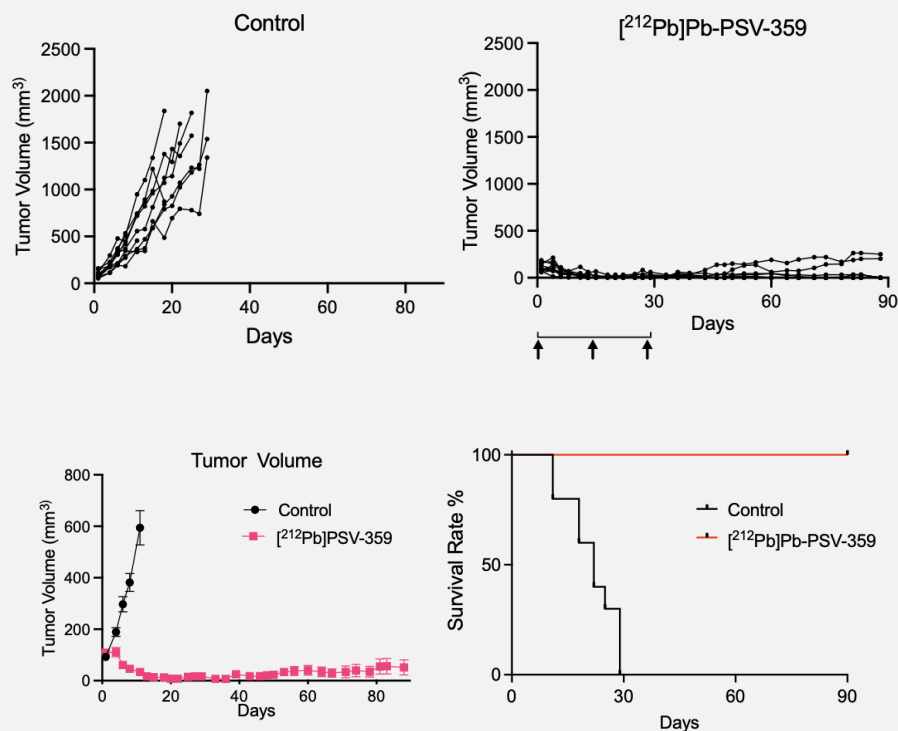 Control
2500
2000
1500
1000
500
0
Tumor Volume (mm³)
0 20 40 60 80
Days
[²¹²Pb]Pb-PSV-359
2500
2000
1500
1000
500
0
Tumor Volume (mm³)
0 30 60 90
Days
Tumor Volume
800
600
400
200
0
Tumor Volume (mm³)
Control
[²¹²Pb]PSV-359
0 20 40 60 80
Days
100
50
0
Survival Rate %
Control
[²¹²Pb]Pb-PSV-359
0 30 60 90
Days